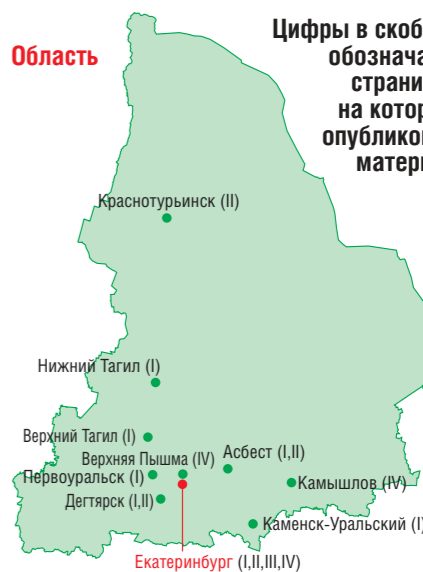 Область
Цифры в скоб
обознача
страни
на котор
опубликов
матери
Краснотурьинск (II)
Нижний Тагил (I)
Верхний Тагил (I)
Верхняя Пышма (IV)
Асбест (I,II)
Первоуральск (I)
Камышлов (IV)
Дегтярск (I,II)
Каменск-Уральский (I)
Екатеринбург (I,II,III,IV)